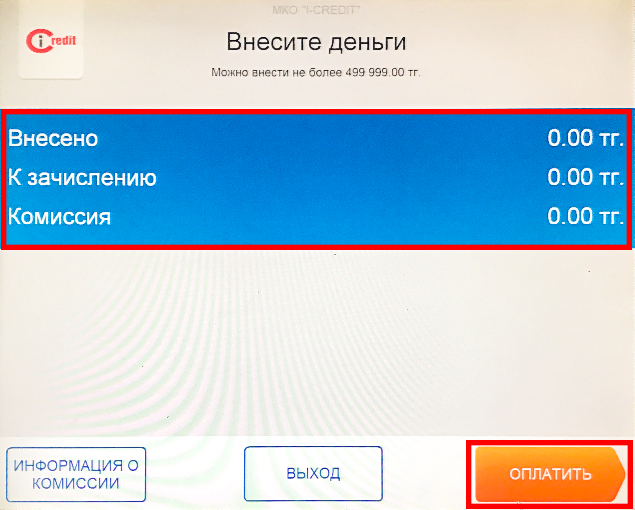 МКО "I-CREDIT"
Credit
Внесите деньги
Можно внести не более 499 999.00 тг.
Внесено 0.00 тг.
К зачислению 0.00 тг.
Комиссия 0.00 тг.
ИНФОРМАЦИЯ О
КОМИССИИ
ВЫХОД
ОПЛАТИТЬ